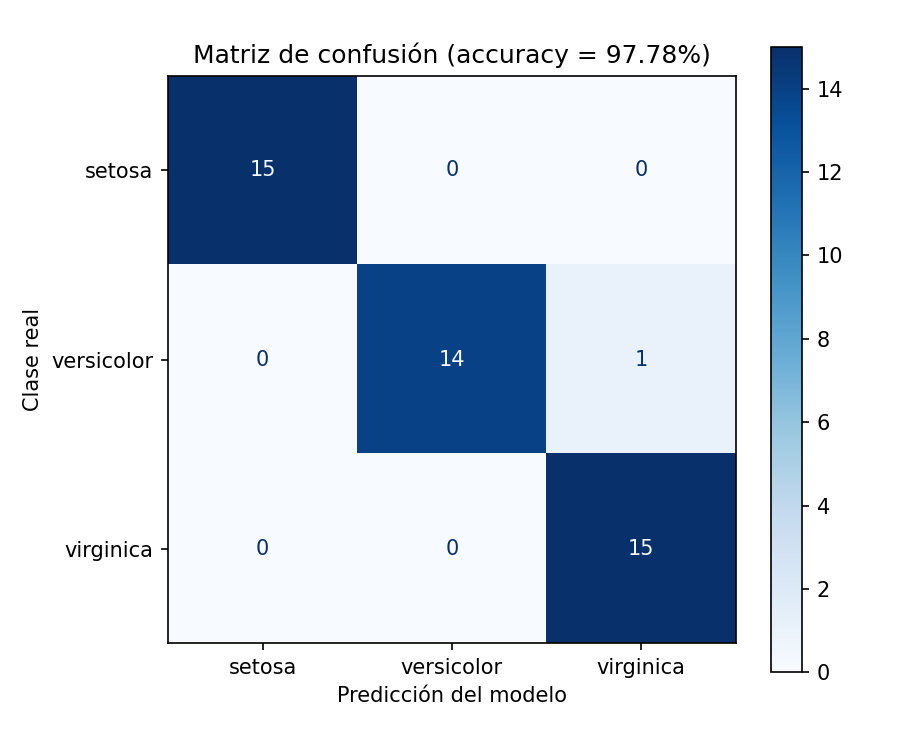 Matriz de confusión (accuracy = 97.78%)
setosa
15
0
0
versicolor
0
14
1
virginica
0
0
15
setosa
versicolor
virginica
Clase real
Predicción del modelo
14
12
10
8
6
4
2
0